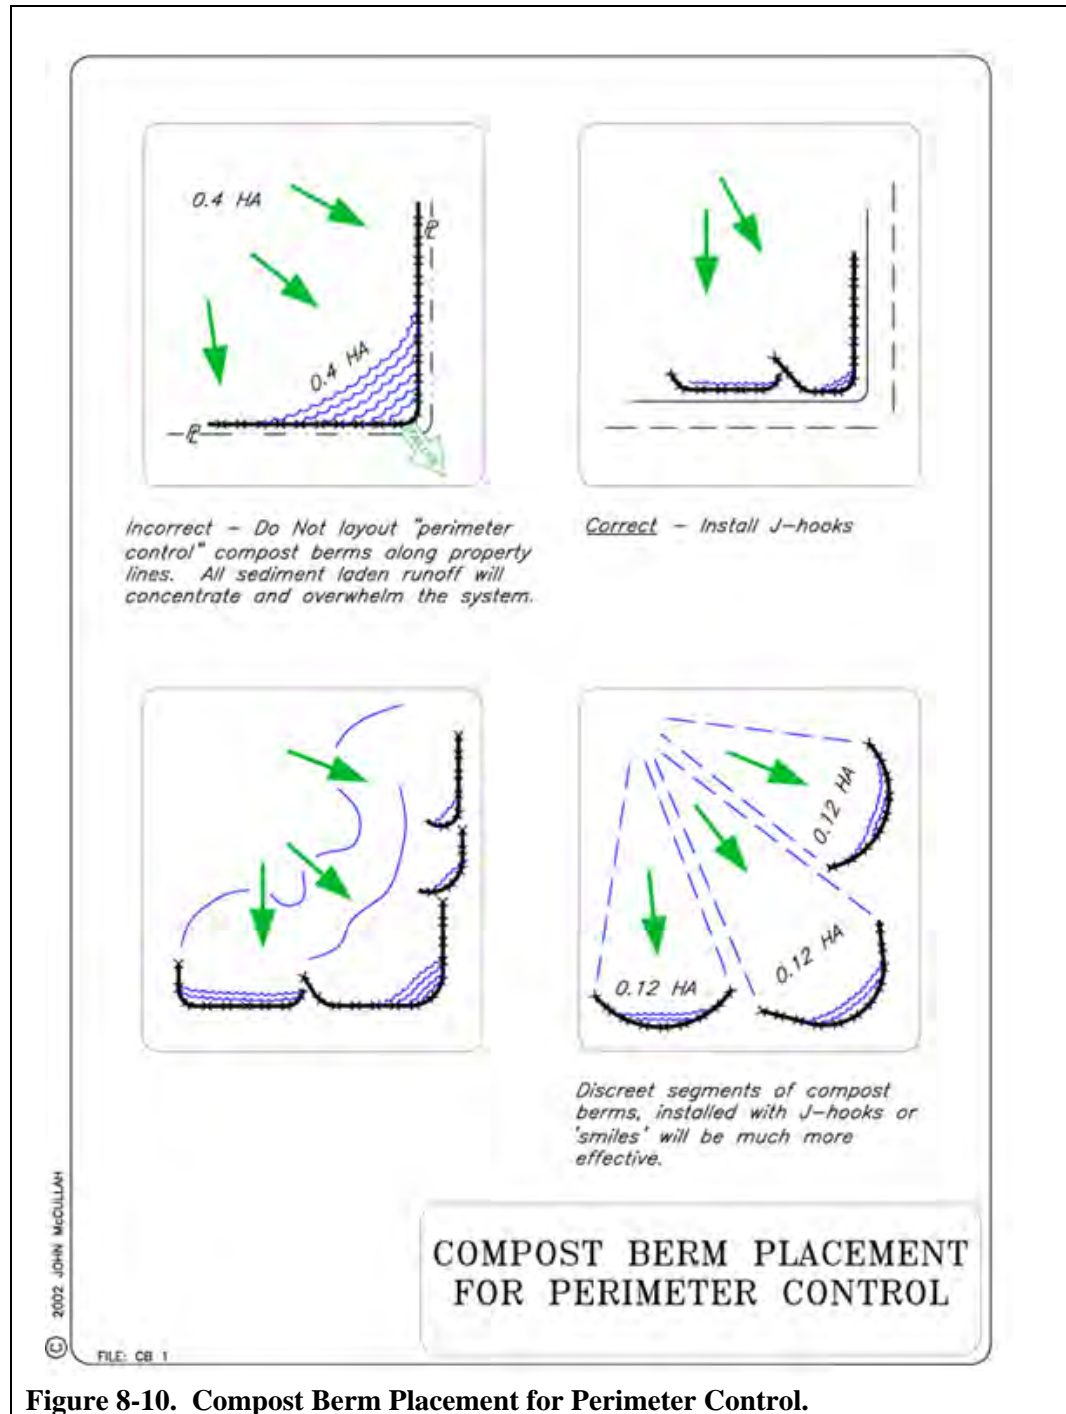 0.4 HA
PL
0.4 HA
PL
FAILURE
Incorrect - Do Not layout "perimeter
control" compost berms along property
lines. All sediment laden runoff will
concentrate and overwhelm the system.
Correct - Install J-hooks
0.12 HA
0.12 HA
0.12 HA
Discreet segments of compost
berms, installed with J-hooks or
'smiles' will be much more
effective.
COMPOST BERM PLACEMENT
FOR PERIMETER CONTROL
© 2002 JOHN McCULLAH
FILE: CB 1
Figure 8-10. Compost Berm Placement for Perimeter Control.